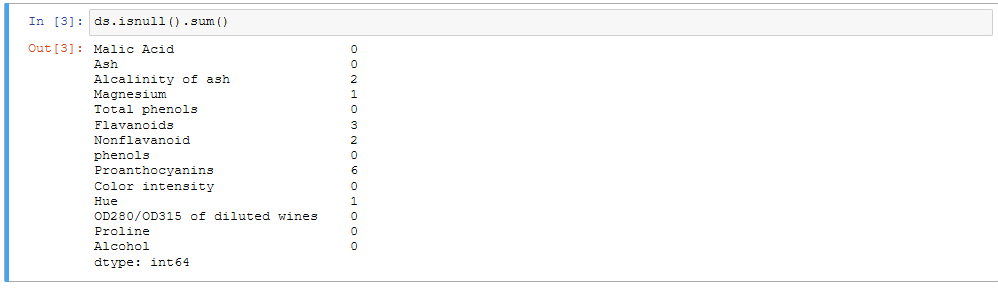 In [3]: ds.isnull().sum()
Out[3]: Malic Acid 0
Ash 0
Alcalinity of ash 2
Magnesium 1
Total phenols 0
Flavanoids 3
Nonflavanoid 2
phenols 0
Proanthocyanins 6
Color intensity 0
Hue 1
OD280/OD315 of diluted wines 0
Proline 0
Alcohol 0
dtype: int64